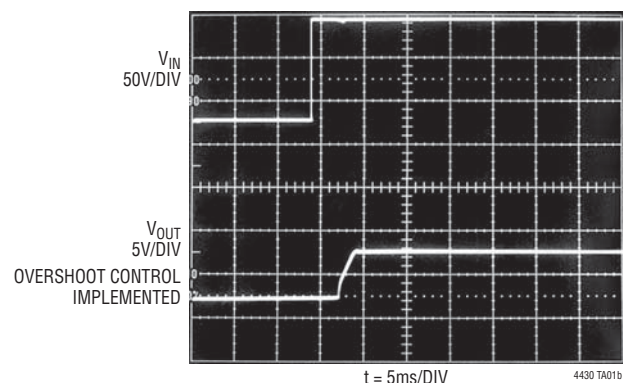 V_IN
50V/DIV
V_OUT
5V/DIV
OVERSHOOT CONTROL
IMPLEMENTED
t = 5ms/DIV
4430 TA01b